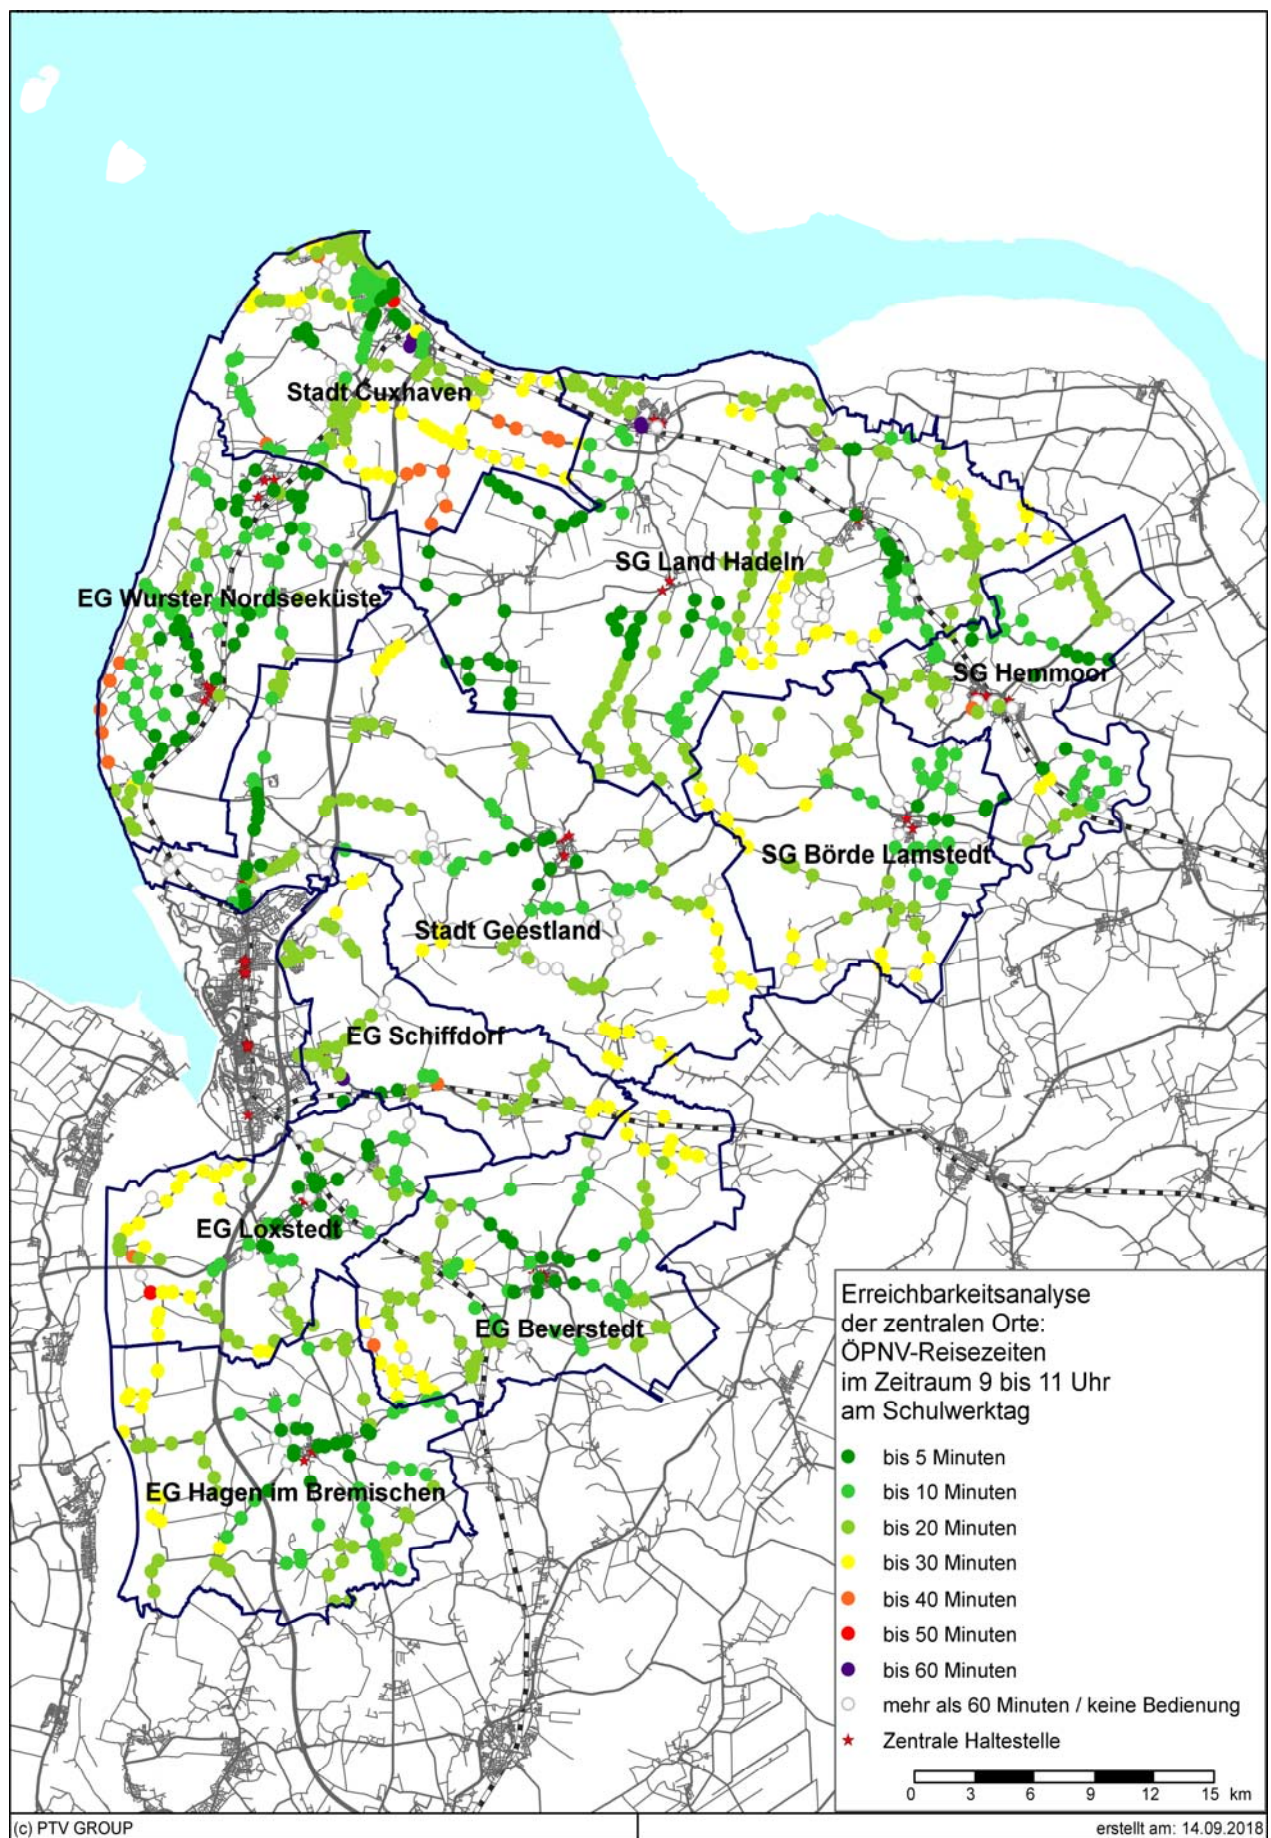 Stadt Cuxhaven
SG Land Hadeln
EG Wurster Nordseeküste
SG Hemmoor
SG Börde Lamstedt
Stadt Geestland
EG Schiffdorf
EG Loxstedt
EG Beverstedt
EG Hagen im Bremischen
Erreichbarkeitsanalyse
der zentralen Orte:
ÖPNV-Reisezeiten
im Zeitraum 9 bis 11 Uhr
am Schulwerktag
bis 5 Minuten
bis 10 Minuten
bis 20 Minuten
bis 30 Minuten
bis 40 Minuten
bis 50 Minuten
bis 60 Minuten
mehr als 60 Minuten / keine Bedienung
Zentrale Haltestelle
0 3 6 9 12 15 km
(c) PTV GROUP
erstellt am: 14.09.2018